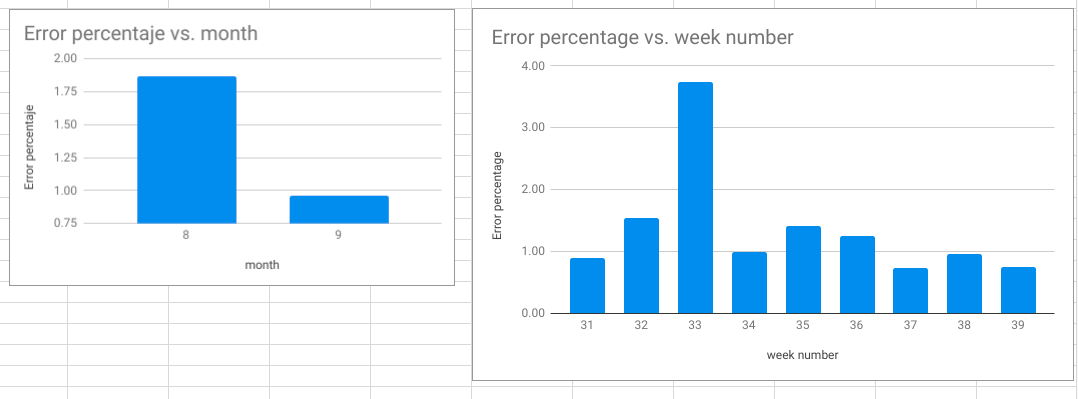 Error percentaje vs. month
2.00
1.75
1.50
1.25
1.00
0.75
Error percentaje
8 9
month
Error percentage vs. week number
4.00
3.00
2.00
1.00
0.00
Error percentage
31 32 33 34 35 36 37 38 39
week number